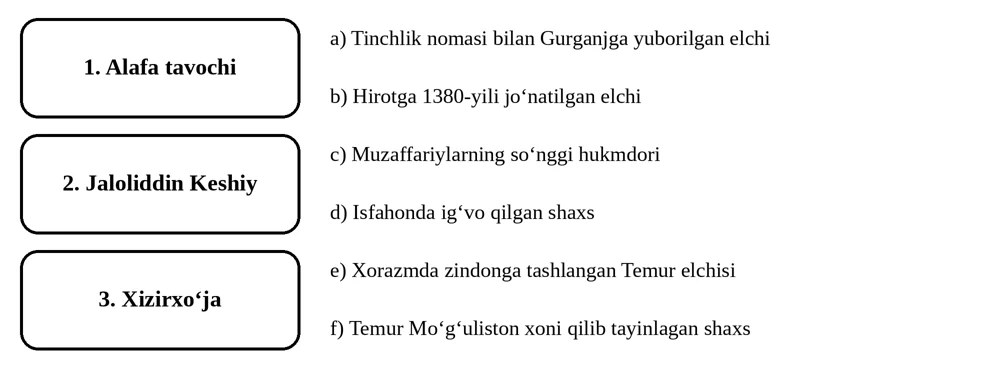 1. Alafa tavochi
2. Jaloliddin Keshiy
3. Xizirxo‘ja
a) Tinchlik nomasi bilan Gurganjga yuborilgan elchi
b) Hirotga 1380-yili jo‘natilgan elchi
c) Muzaffariylarning so‘nggi hukmdori
d) Isfahonda ig‘vo qilgan shaxs
e) Xorazmda zindonga tashlangan Temur elchisi
f) Temur Mo‘g‘uliston xoni qilib tayinlagan shaxs